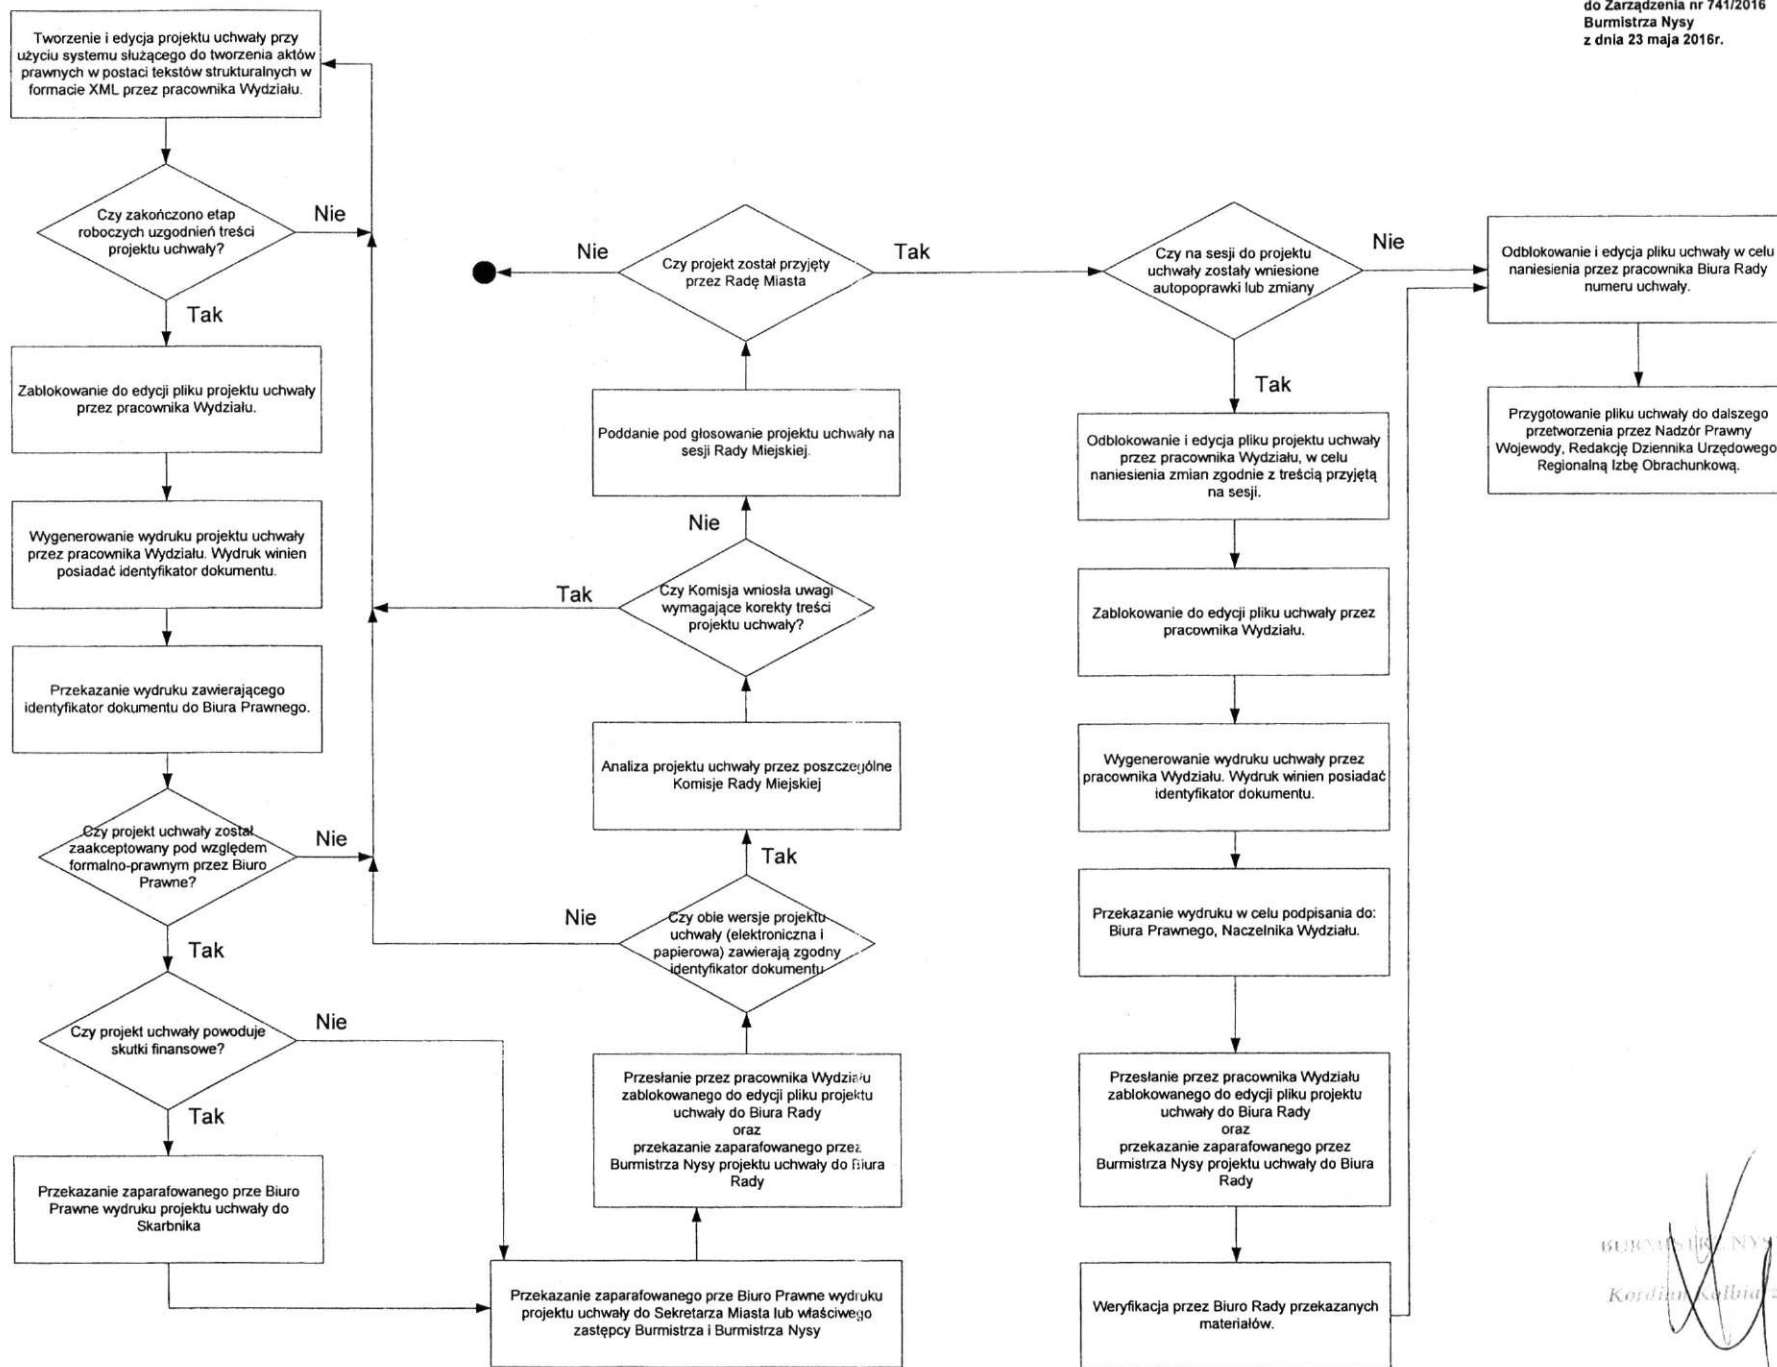 do Zarządzenia nr 741/2016
Burmistrza Nysy
z dnia 23 maja 2016r.
Tworzenie i edycja projektu uchwały przy
użyciu systemu służącego do tworzenia aktów
prawnych w postaci tekstów strukturalnych w
formacie XML przez pracownika Wydziału.
Czy zakończono etap
roboczych uzgodnień treści
projektu uchwały?
Nie
Tak
Zablokowanie do edycji pliku projektu uchwały
przez pracownika Wydziału.
Wygenerowanie wydruku projektu uchwały
przez pracownika Wydziału. Wydruk winien
posiadać identyfikator dokumentu.
Przekazanie wydruku zawierającego
identyfikator dokumentu do Biura Prawnego.
Czy projekt uchwały został
zaakceptowany pod względem
formalno-prawnym przez Biuro
Prawne?
Nie
Tak
Czy projekt uchwały powoduje
skutki finansowe?
Nie
Tak
Przekazanie zaparafowanego prze Biuro
Prawne wydruku projektu uchwały do
Skarbnika
Przekazanie zaparafowanego prze Biuro Prawne wydruku
projektu uchwały do Sekretarza Miasta lub właściwego
zastępcy Burmistrza i Burmistrza Nysy
Przesłanie przez pracownika Wydziału
zablokowanego do edycji pliku projektu
uchwały do Biura Rady
oraz
przekazanie zaparafowanego przez
Burmistrza Nysy projektu uchwały do Biura
Rady
Czy obie wersje projektu
uchwały (elektroniczna i
papierowa) zawierają zgodny
identyfikator dokumentu
Nie
Tak
Analiza projektu uchwały przez poszczególne
Komisje Rady Miejskiej
Czy Komisja wniosła uwagi
wymagające korekty treści
projektu uchwały?
Tak
Nie
Poddanie pod głosowanie projektu uchwały na
sesji Rady Miejskiej.
Czy projekt został przyjęty
przez Radę Miasta
Nie
Tak
Czy na sesji do projektu
uchwały zostały wniesione
autopoprawki lub zmiany
Nie
Tak
Odblokowanie i edycja pliku projektu uchwały
przez pracownika Wydziału, w celu
naniesienia zmian zgodnie z treścią przyjętą
na sesji.
Zablokowanie do edycji pliku uchwały przez
pracownika Wydziału.
Wygenerowanie wydruku uchwały przez
pracownika Wydziału. Wydruk winien posiadać
identyfikator dokumentu.
Przekazanie wydruku w celu podpisania do:
Biura Prawnego, Naczelnika Wydziału.
Przesłanie przez pracownika Wydziału
zablokowanego do edycji pliku projektu
uchwały do Biura Rady
oraz
przekazanie zaparafowanego przez
Burmistrza Nysy projektu uchwały do Biura
Rady
Weryfikacja przez Biuro Rady przekazanych
materiałów.
Odblokowanie i edycja pliku uchwały w celu
naniesienia przez pracownika Biura Rady
numeru uchwały.
Przygotowanie pliku uchwały do dalszego
przetworzenia przez Nadzór Prawny
Wojewody, Redakcję Dziennika Urzędowego
Regionalną Izbę Obrachunkową.
Kordian